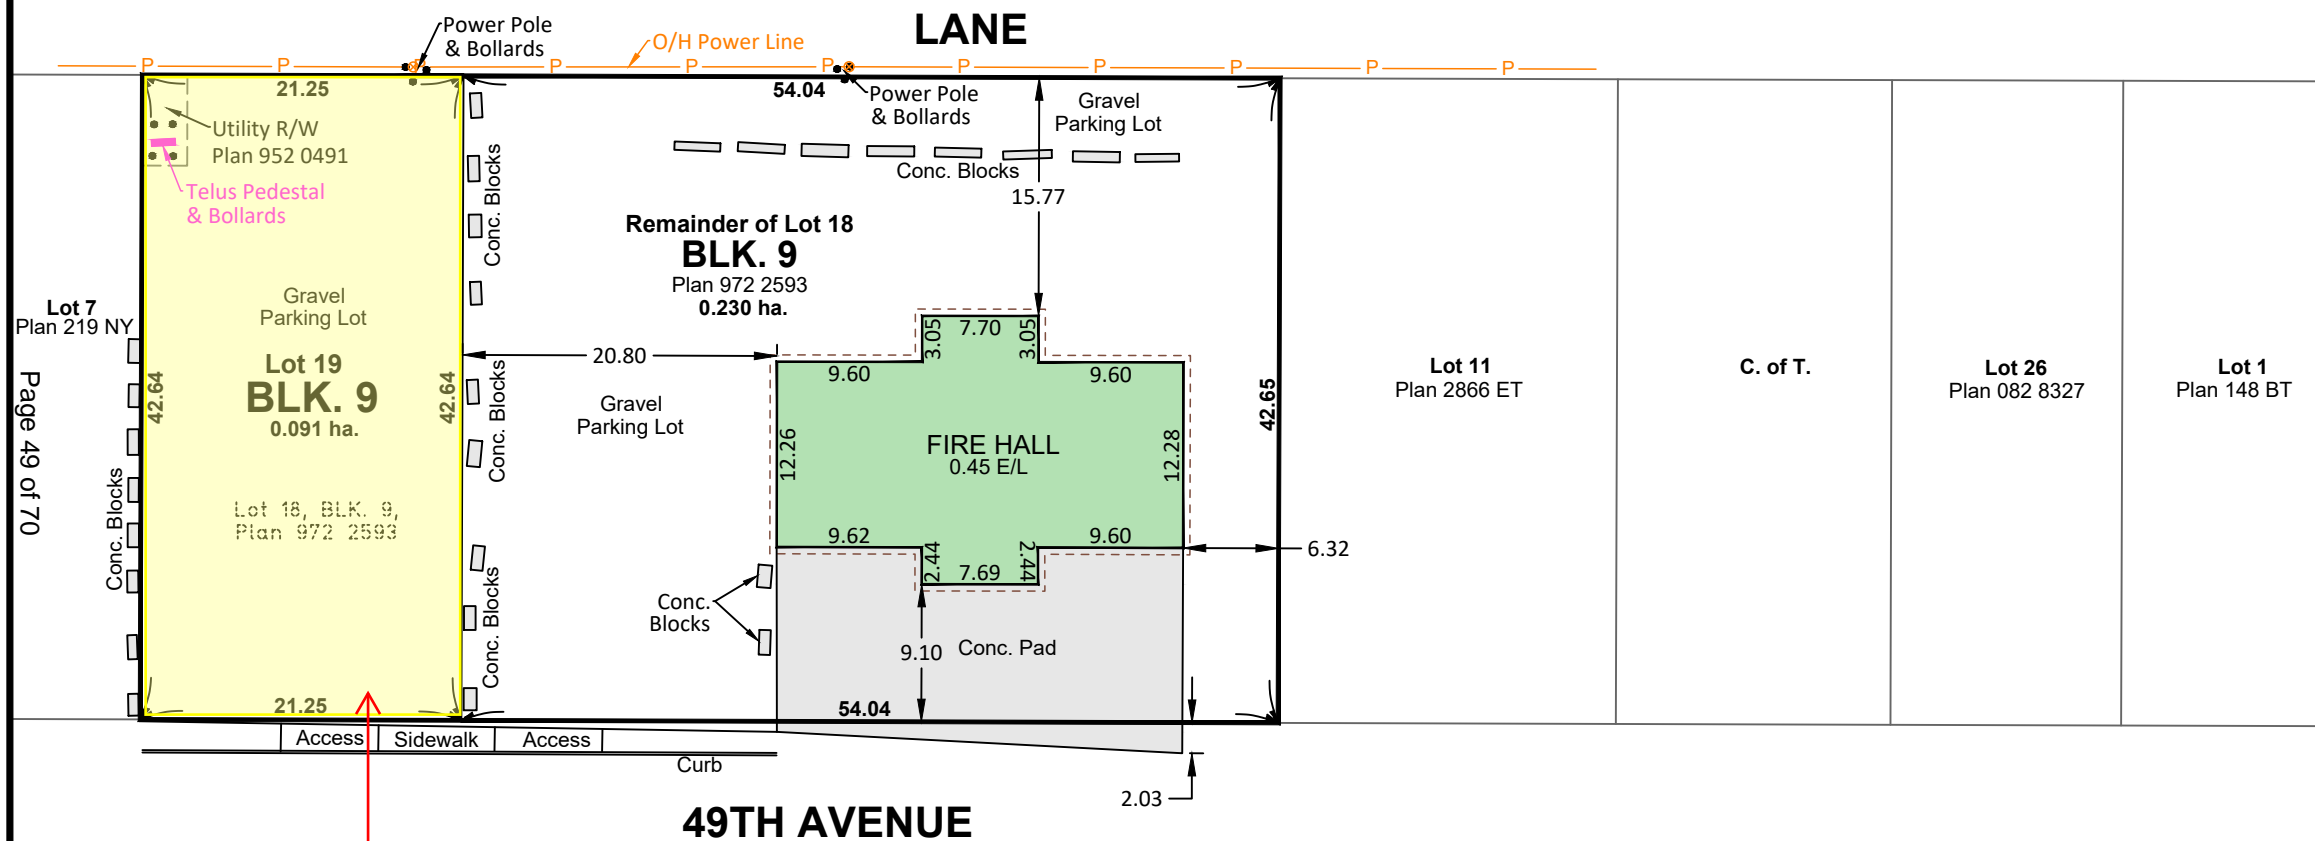 LANE
Power Pole
& Bollards
O/H Power Line
P P P P P P P P P P
21.25
54.04
Power Pole
& Bollards
Gravel
Parking Lot
Utility R/W
Plan 952 0491
Telus Pedestal
& Bollards
Conc. Blocks
Conc. Blocks
15.77
Remainder of Lot 18
BLK. 9
Plan 972 2593
0.230 ha.
Lot 7
Plan 219 NY
Gravel
Parking Lot
Lot 19
BLK. 9
0.091 ha.
42.64
42.64
Lot 18, BLK. 9,
Plan 972 2593
Conc. Blocks
Conc. Blocks
Conc. Blocks
20.80
Gravel
Parking Lot
3.05
7.70
3.05
9.60
9.60
12.26
FIRE HALL
0.45 E/L
12.28
9.62
9.60
2.44
7.69
2.44
42.65
6.32
Conc.
Blocks
9.10
Conc. Pad
Lot 11
Plan 2866 ET
C. of T.
Lot 26
Plan 082 8327
Lot 1
Plan 148 BT
Page 49 of 70
21.25
54.04
Access
Sidewalk
Access
Curb
2.03
49TH AVENUE